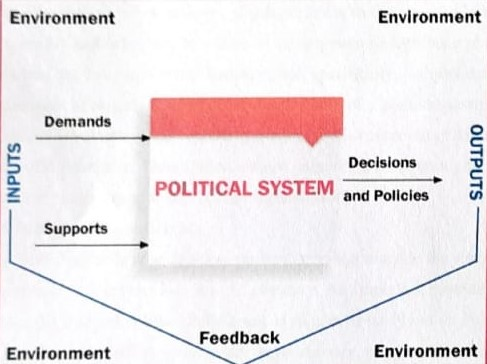 Environment
Environment
Demands
INPUTS
POLITICAL SYSTEM
Decisions
and Policies
OUTPUTS
Supports
Feedback
Environment
Environment